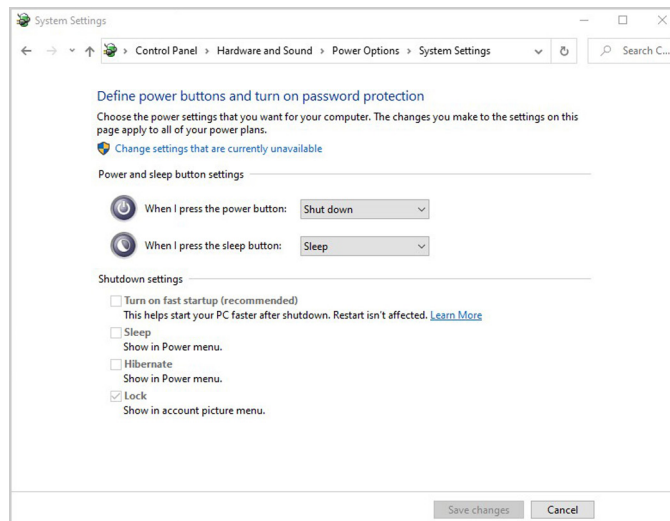 System Settings
Control Panel > Hardware and Sound > Power Options > System Settings
Search C...
Define power buttons and turn on password protection
Choose the power settings that you want for your computer. The changes you make to the settings on this
page apply to all of your power plans.
Change settings that are currently unavailable
Power and sleep button settings
When I press the power button: Shut down
When I press the sleep button: Sleep
Shutdown settings
Turn on fast startup (recommended)
This helps start your PC faster after shutdown. Restart isn't affected. Learn More
Sleep
Show in Power menu.
Hibernate
Show in Power menu.
Lock
Show in account picture menu.
Save changes Cancel